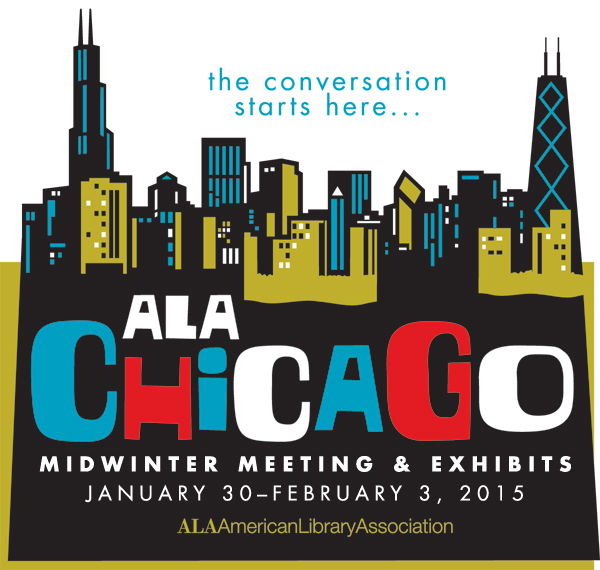 the conversation
starts here...
ALA
CHiCAGO
MIDWINTER MEETING & EXHIBITS
JANUARY 30–FEBRUARY 3, 2015
ALAAmericanLibraryAssociation